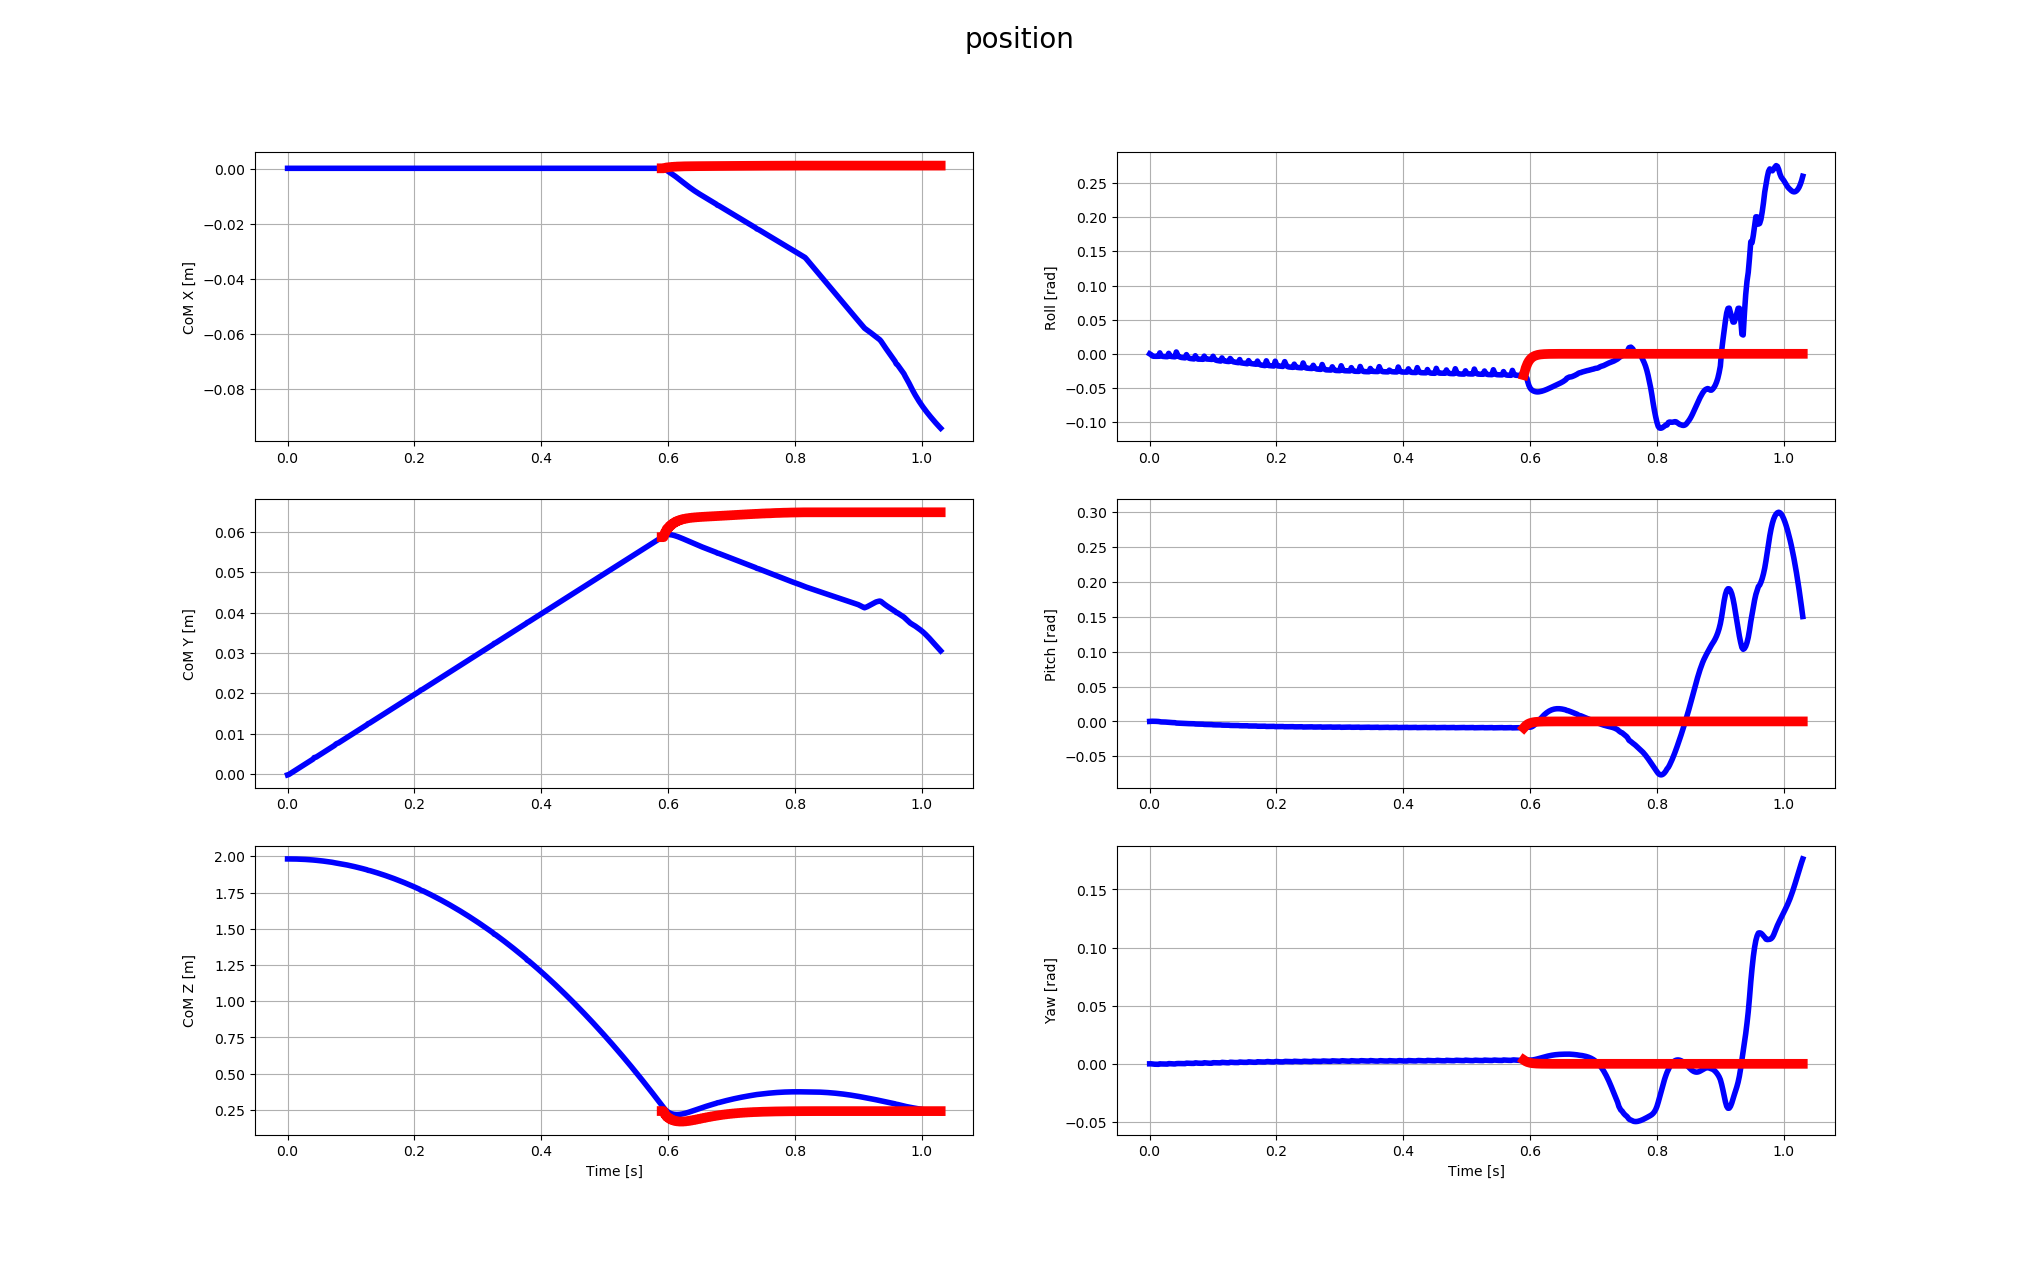 position
CoM X [m]
0.00
−0.02
−0.04
−0.06
−0.08
0.0 0.2 0.4 0.6 0.8 1.0
Roll [rad]
0.25
0.20
0.15
0.10
0.05
0.00
−0.05
−0.10
0.0 0.2 0.4 0.6 0.8 1.0
CoM Y [m]
0.06
0.05
0.04
0.03
0.02
0.01
0.00
0.0 0.2 0.4 0.6 0.8 1.0
Pitch [rad]
0.30
0.25
0.20
0.15
0.10
0.05
0.00
−0.05
0.0 0.2 0.4 0.6 0.8 1.0
CoM Z [m]
2.00
1.75
1.50
1.25
1.00
0.75
0.50
0.25
0.0 0.2 0.4 0.6 0.8 1.0
Time [s]
Yaw [rad]
0.15
0.10
0.05
0.00
−0.05
0.0 0.2 0.4 0.6 0.8 1.0
Time [s]